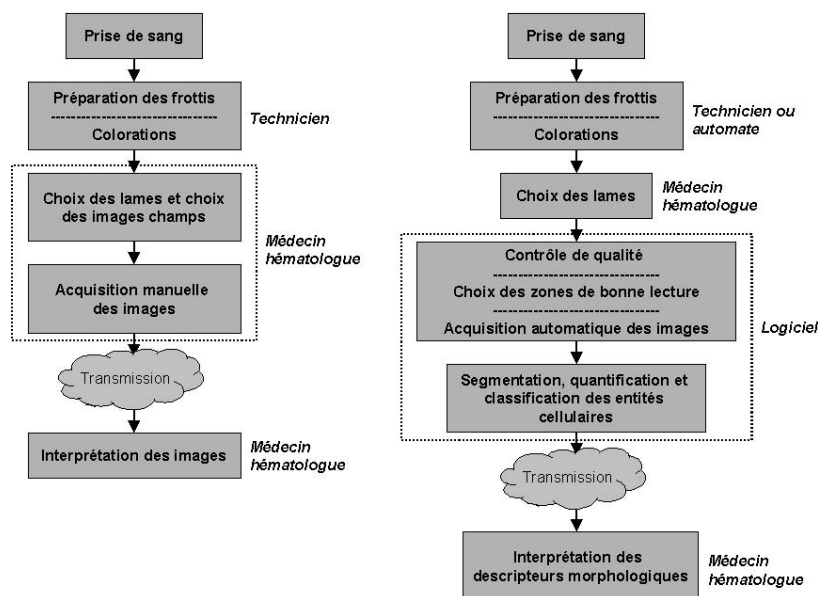 Prise de sang
Préparation des frottis
Colorations
Technicien
Choix des lames et choix
des images champs
Acquisition manuelle
des images
Médecin
hématologue
Transmission
Interprétation des images
Médecin
hématologue
Prise de sang
Préparation des frottis
Colorations
Technicien ou
automate
Choix des lames
Médecin
hématologue
Contrôle de qualité
Choix des zones de bonne lecture
Acquisition automatique des images
Logiciel
Segmentation, quantification et
classification des entités
cellulaires
Transmission
Interprétation des
descripteurs morphologiques
Médecin
hématologue